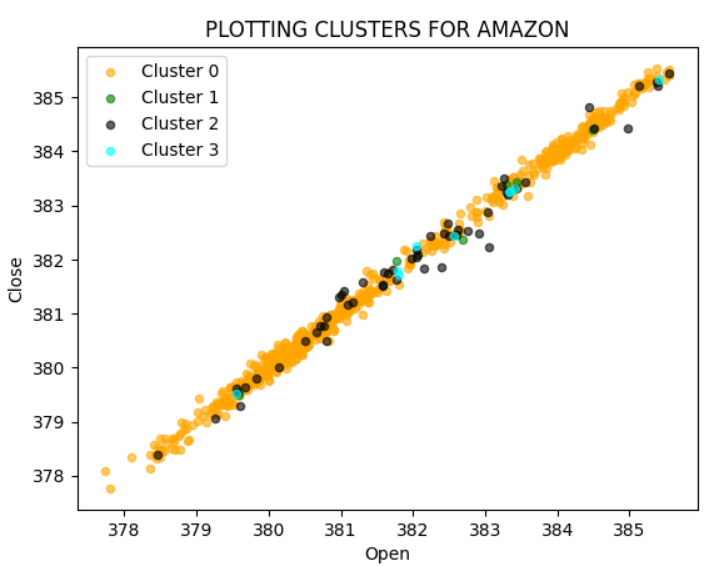 PLOTTING CLUSTERS FOR AMAZON
Cluster 0
Cluster 1
Cluster 2
Cluster 3
385
384
383
382
381
380
379
378
Close
378 379 380 381 382 383 384 385
Open